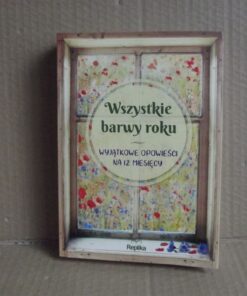 Wszystkie
barwy roku
WYJĄTKOWE OPOWIEŚCI
NA 12 MIESIĘCY
Replika